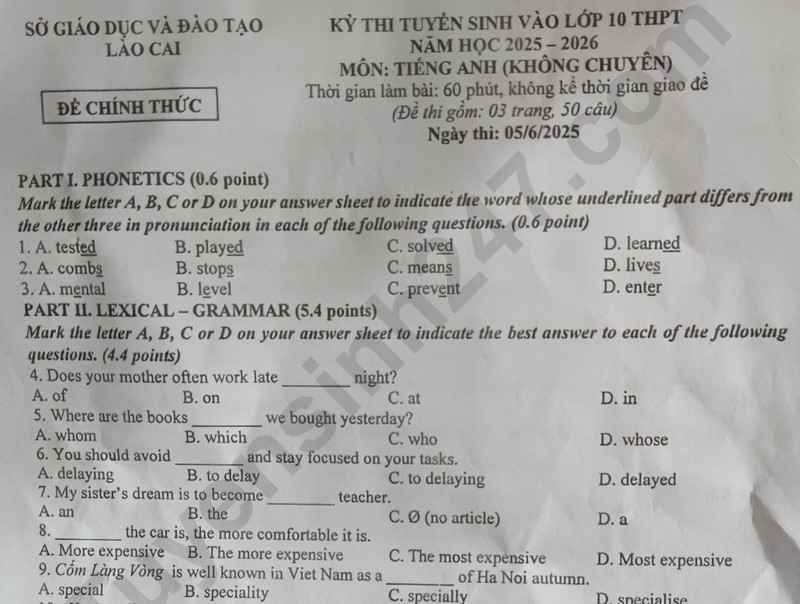 SỞ GIÁO DỤC VÀ ĐÀO TẠO
LÀO CAI
ĐỀ CHÍNH THỨC
KỲ THI TUYỂN SINH VÀO LỚP 10 THPT
NĂM HỌC 2025 – 2026
MÔN: TIẾNG ANH (KHÔNG CHUYÊN)
Thời gian làm bài: 60 phút, không kể thời gian giao đề
(Đề thi gồm: 03 trang, 50 câu)
Ngày thi: 05/6/2025
PART I. PHONETICS (0.6 point)
Mark the letter A, B, C or D on your answer sheet to indicate the word whose underlined part differs from
the other three in pronunciation in each of the following questions. (0.6 point)
1. A. tested B. played C. solved D. learned
2. A. combs B. stops C. means D. lives
3. A. mental B. level C. prevent D. enter
PART II. LEXICAL – GRAMMAR (5.4 points)
Mark the letter A, B, C or D on your answer sheet to indicate the best answer to each of the following
questions. (4.4 points)
4. Does your mother often work late ________ night?
A. of B. on C. at D. in
5. Where are the books ________ we bought yesterday?
A. whom B. which C. who D. whose
6. You should avoid ________ and stay focused on your tasks.
A. delaying B. to delay C. to delaying D. delayed
7. My sister's dream is to become ________ teacher.
A. an B. the C. Ø (no article) D. a
8. ________ the car is, the more comfortable it is.
A. More expensive B. The more expensive C. The most expensive D. Most expensive
9. Cốm Làng Vòng is well known in Viet Nam as a ________ of Ha Noi autumn.
A. special B. speciality C. specially D. specialise
tuyensinh247.com